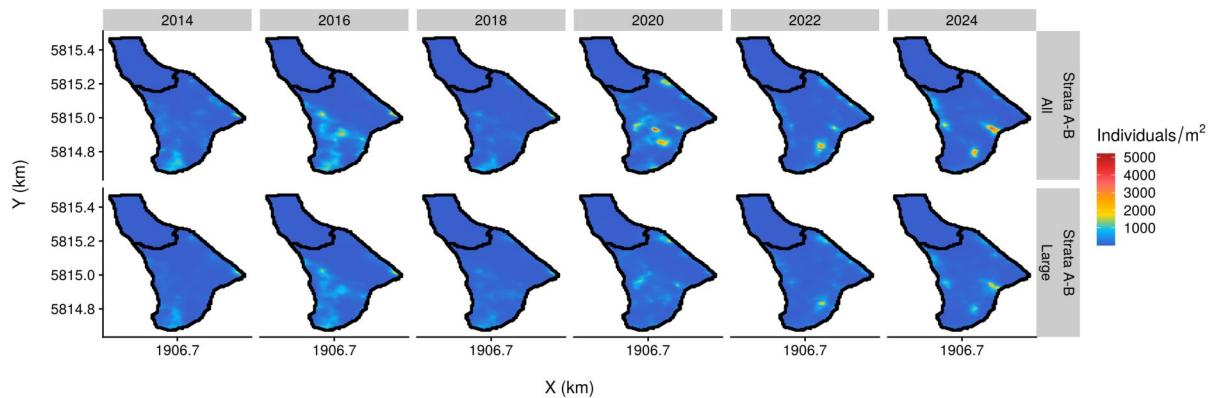 2014 2016 2018 2020 2022 2024
5815.4
5815.2
5815.0
5814.8
Strata A-B
All
5815.4
5815.2
5815.0
5814.8
Strata A-B
Large
1906.7 1906.7 1906.7 1906.7 1906.7 1906.7
X (km)
Y (km)
Individuals/m²
5000
4000
3000
2000
1000